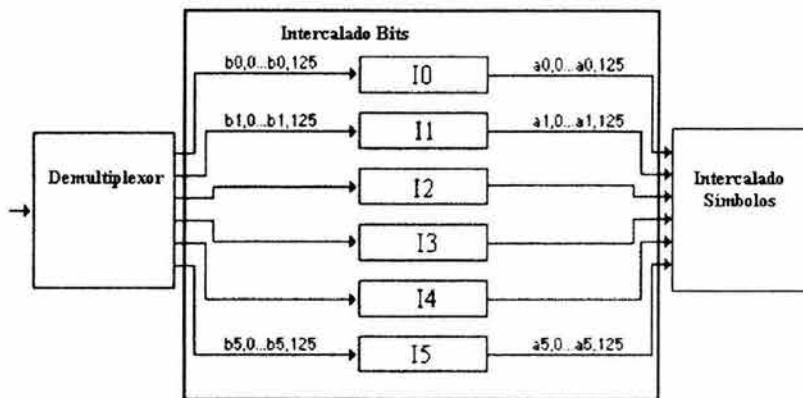 Intercalado Bits
b0,0...b0,125
I0
a0,0...a0,125
b1,0...b1,125
I1
a1,0...a1,125
Demultiplexor
I2
Intercalado
Símbolos
I3
I4
b5,0...b5,125
I5
a5,0...a5,125